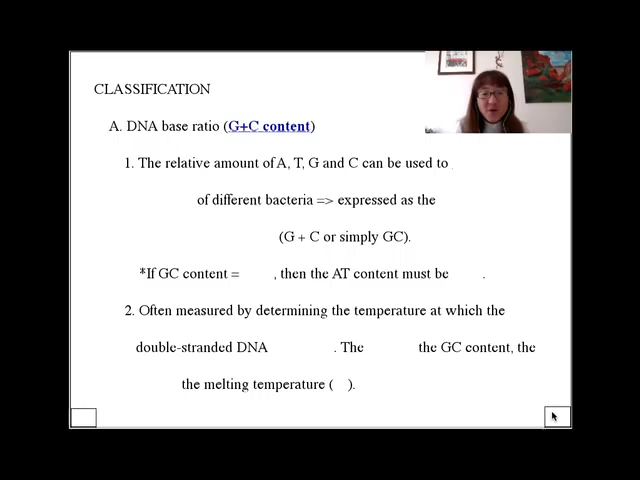 CLASSIFICATION
A. DNA base ratio (G+C content)
1. The relative amount of A, T, G and C can be used to
of different bacteria => expressed as the
(G + C or simply GC).
*If GC content = , then the AT content must be .
2. Often measured by determining the temperature at which the
double-stranded DNA . The the GC content, the
the melting temperature ( ).